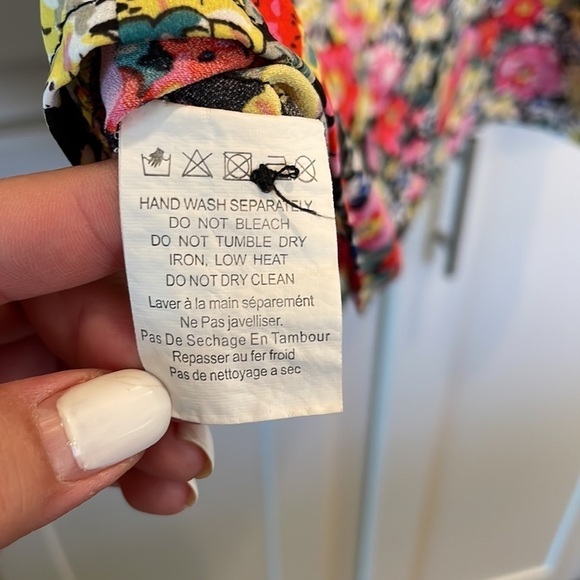 HAND WASH SEPARATELY
DO NOT BLEACH
DO NOT TUMBLE DRY
IRON, LOW HEAT
DO NOT DRY CLEAN
Laver à la main séparemént
Ne Pas javelliser.
Pas De Sechage En Tambour
Repasser au fer froid
Pas de nettoyage a sec